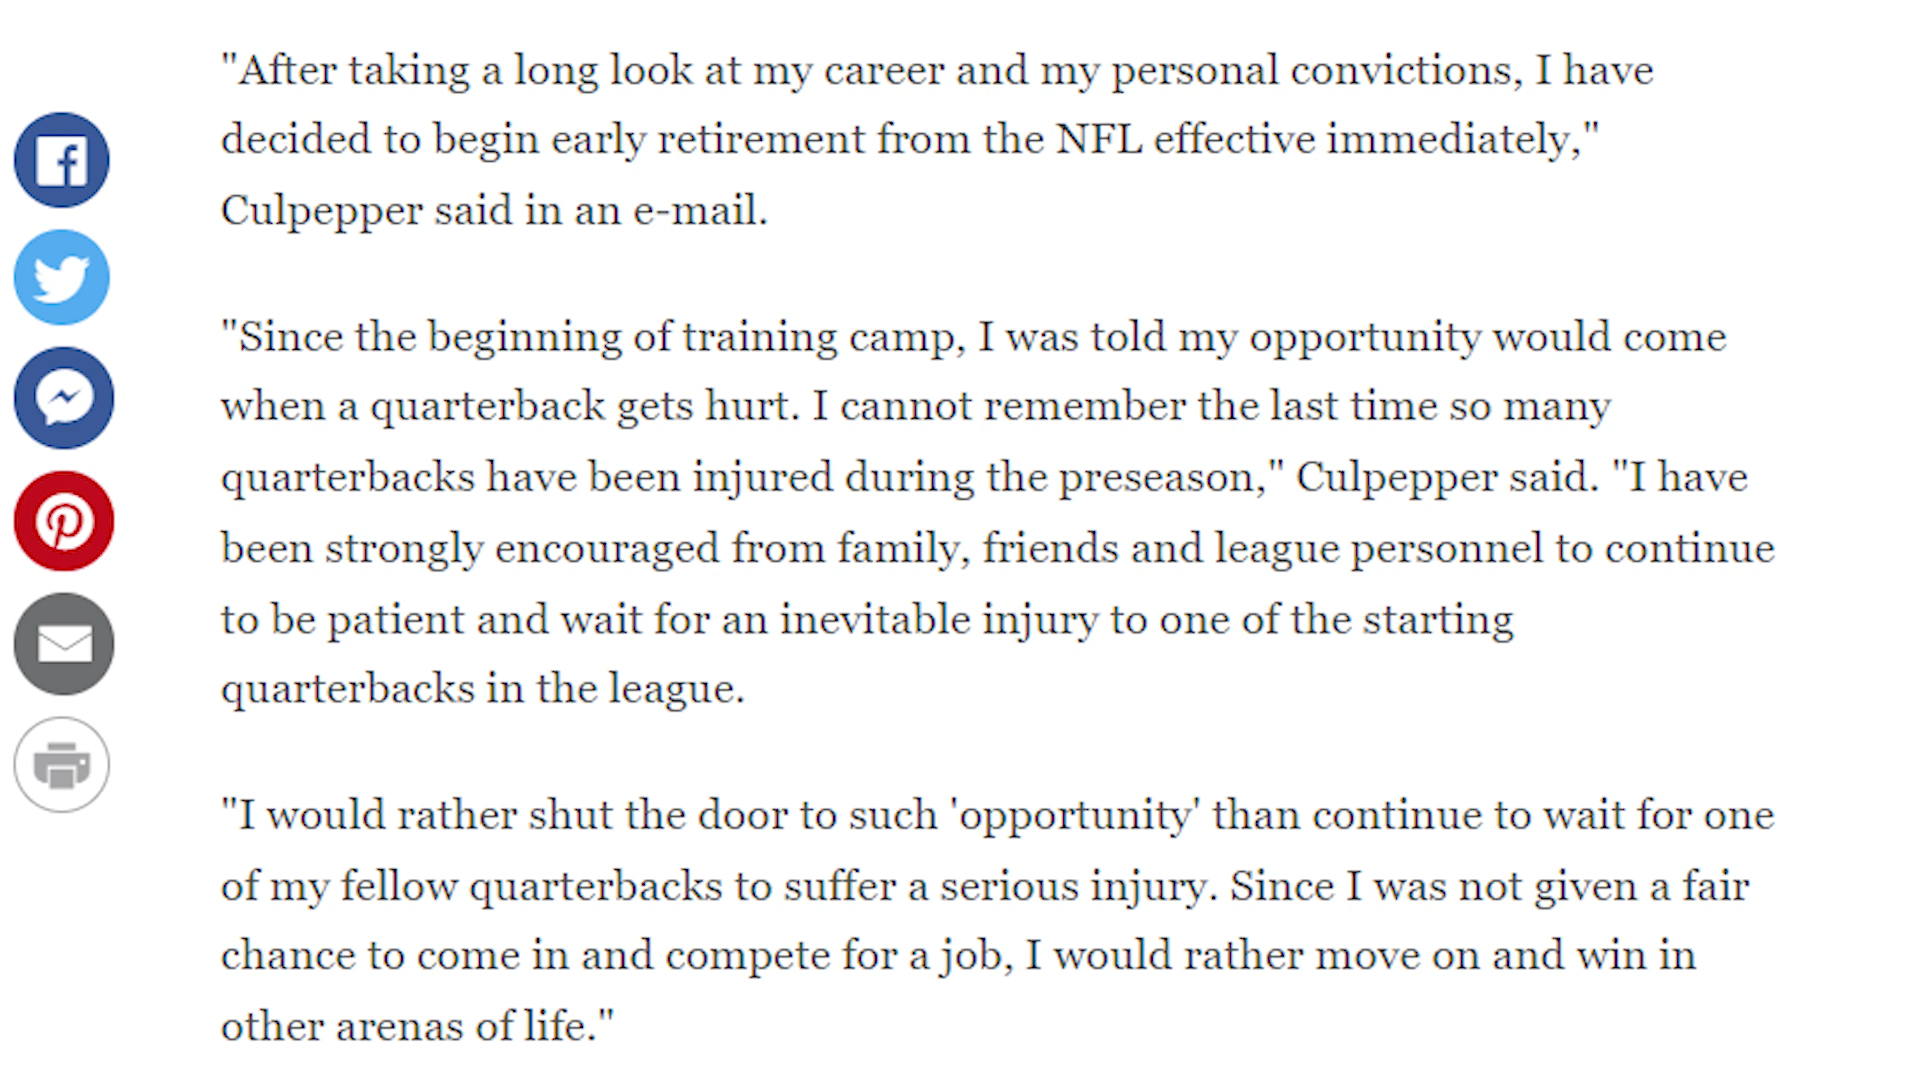 "After taking a long look at my career and my personal convictions, I have
decided to begin early retirement from the NFL effective immediately,"
Culpepper said in an e-mail.
"Since the beginning of training camp, I was told my opportunity would come
when a quarterback gets hurt. I cannot remember the last time so many
quarterbacks have been injured during the preseason," Culpepper said. "I have
been strongly encouraged from family, friends and league personnel to continue
to be patient and wait for an inevitable injury to one of the starting
quarterbacks in the league.
"I would rather shut the door to such 'opportunity' than continue to wait for one
of my fellow quarterbacks to suffer a serious injury. Since I was not given a fair
chance to come in and compete for a job, I would rather move on and win in
other arenas of life."